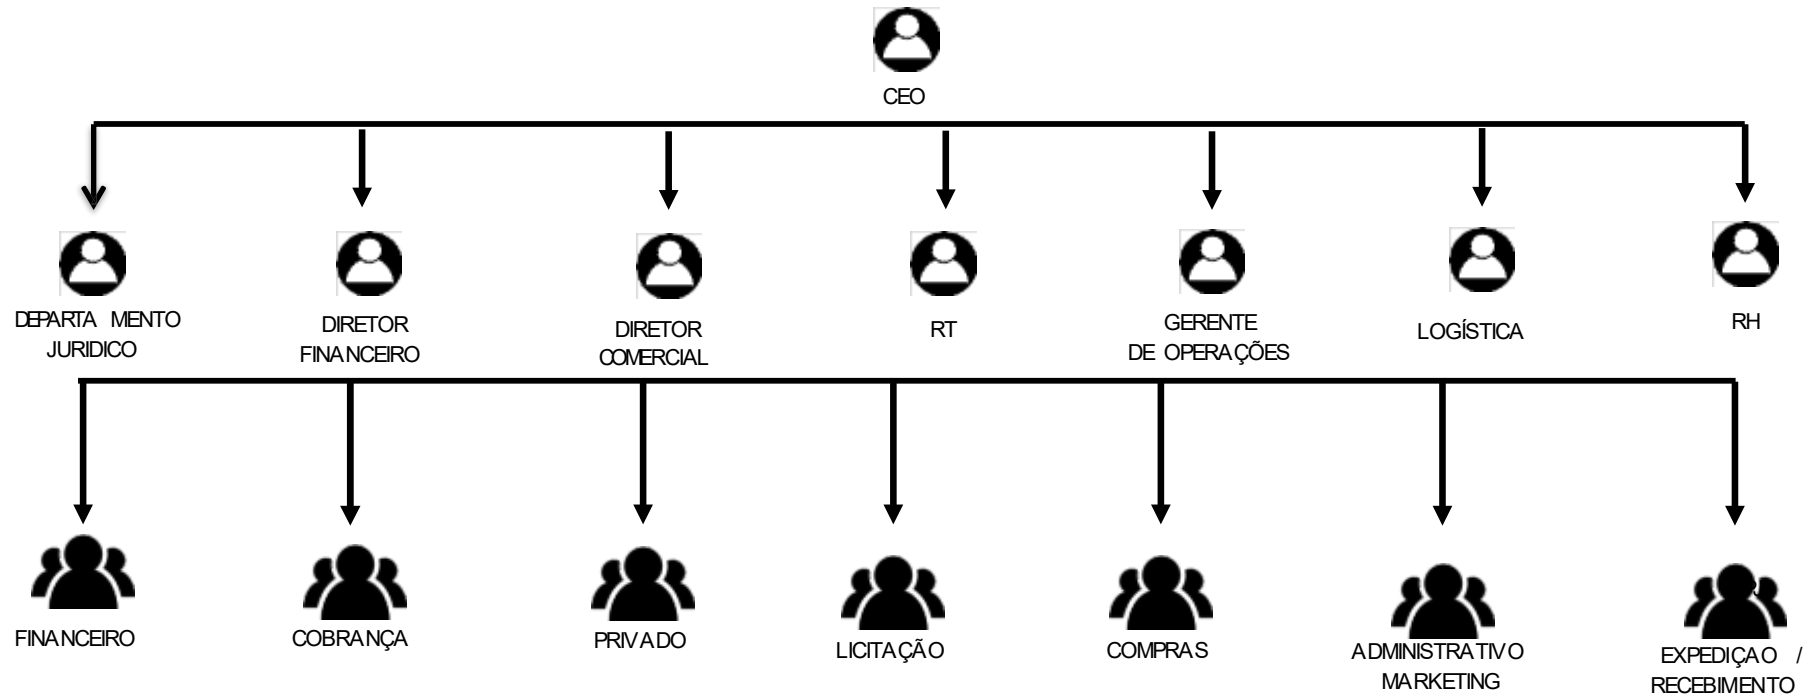 CEO
DEPARTA MENTO
JURIDICO
DIRETOR
FINANCEIRO
DIRETOR
COMERCIAL
RT
GERENTE
DE OPERAÇÕES
LOGÍSTICA
RH
FINANCEIRO
COBRANÇA
PRIVADO
LICITAÇÃO
COMPRAS
ADMINISTRATIVO
MARKETING
EXPEDIÇAO /
RECEBIMENTO